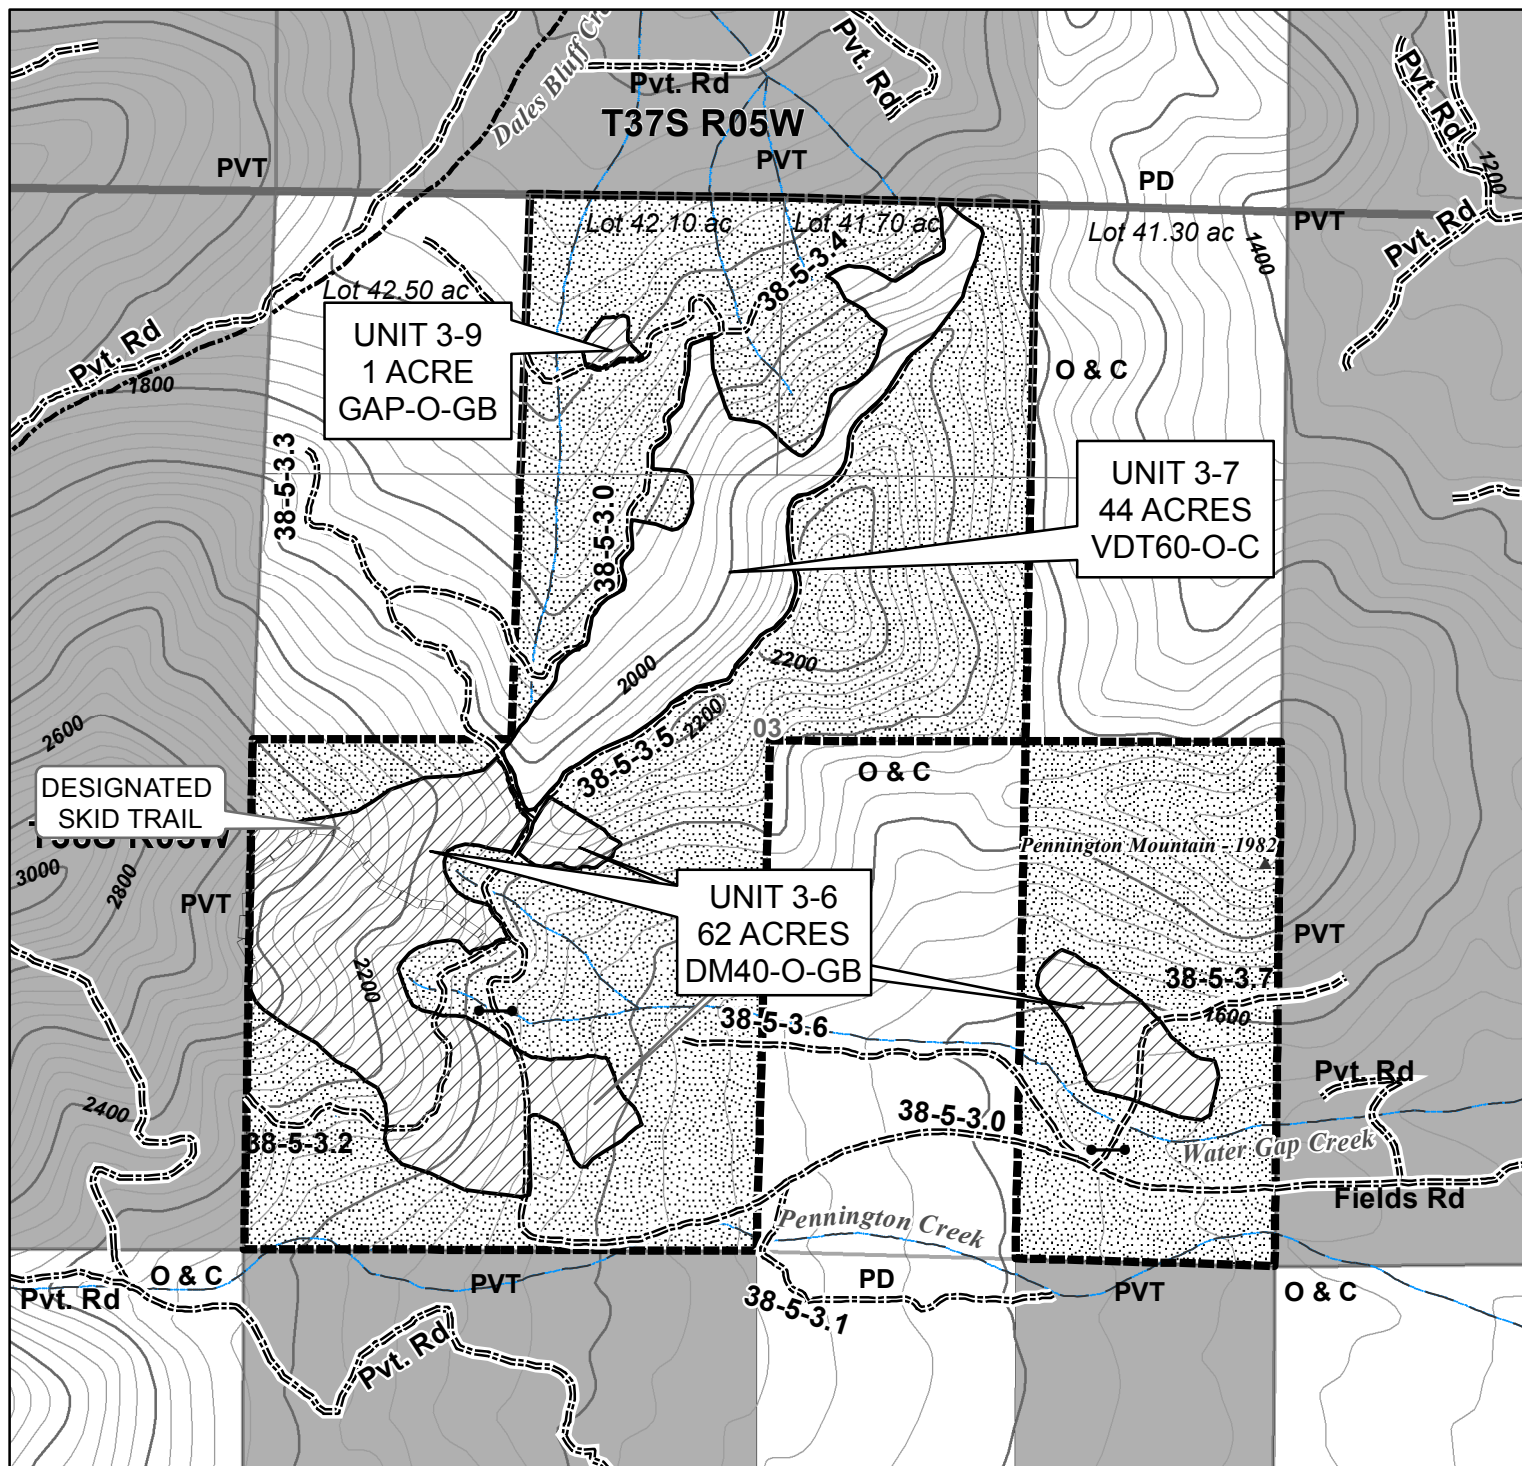 Dales Bluff Cre
Pvt. Rd
Pvt. Rd
Pvt. Rd
T37S R05W
PVT
PVT
PD
1200
PVT
Pvt. Rd
Lot 42.10 ac
Lot 41.70 ac
Lot 41.30 ac
1400
38-5-3.4
Lot 42.50 ac
UNIT 3-9
1 ACRE
GAP-O-GB
Pvt. Rd
1800
O & C
38-5-3.3
38-5-3.0
UNIT 3-7
44 ACRES
VDT60-O-C
2000
2200
2200
03
2600
38-5-3.5
O & C
DESIGNATED
SKID TRAIL
T38S R05W
3000
2800
Pennington Mountain - 1982
PVT
UNIT 3-6
62 ACRES
DM40-O-GB
PVT
2200
38-5-3.7
1600
38-5-3.6
Pvt. Rd
2400
38-5-3.2
38-5-3.0
Water Gap Creek
Fields Rd
Pennington Creek
O & C
Pvt. Rd
PVT
PD
38-5-3.1
PVT
O & C
Pvt. Rd